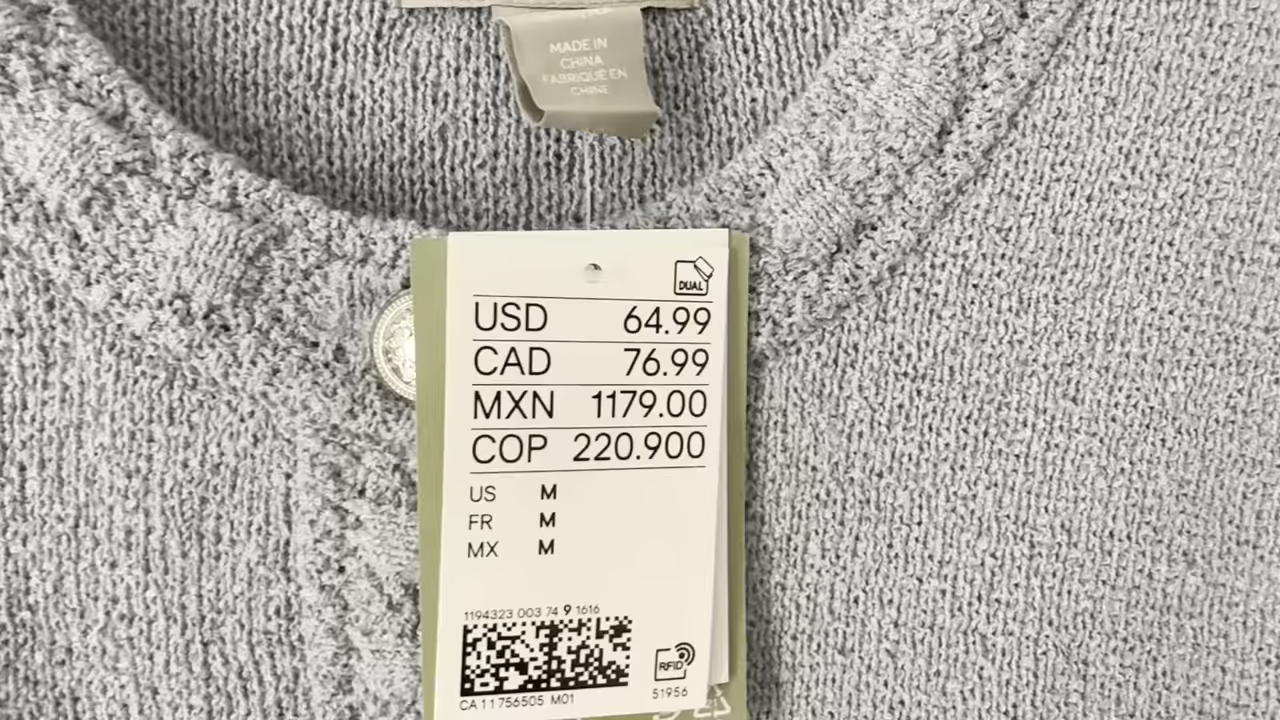 MADE IN
CHINA
FABRIQUÉ EN
CHINE
DUAL
USD 64.99
CAD 76.99
MXN 1179.00
COP 220.900
US M
FR M
MX M
1194323 003 74 9 1616
RFID
CA 11756505 M01
51956